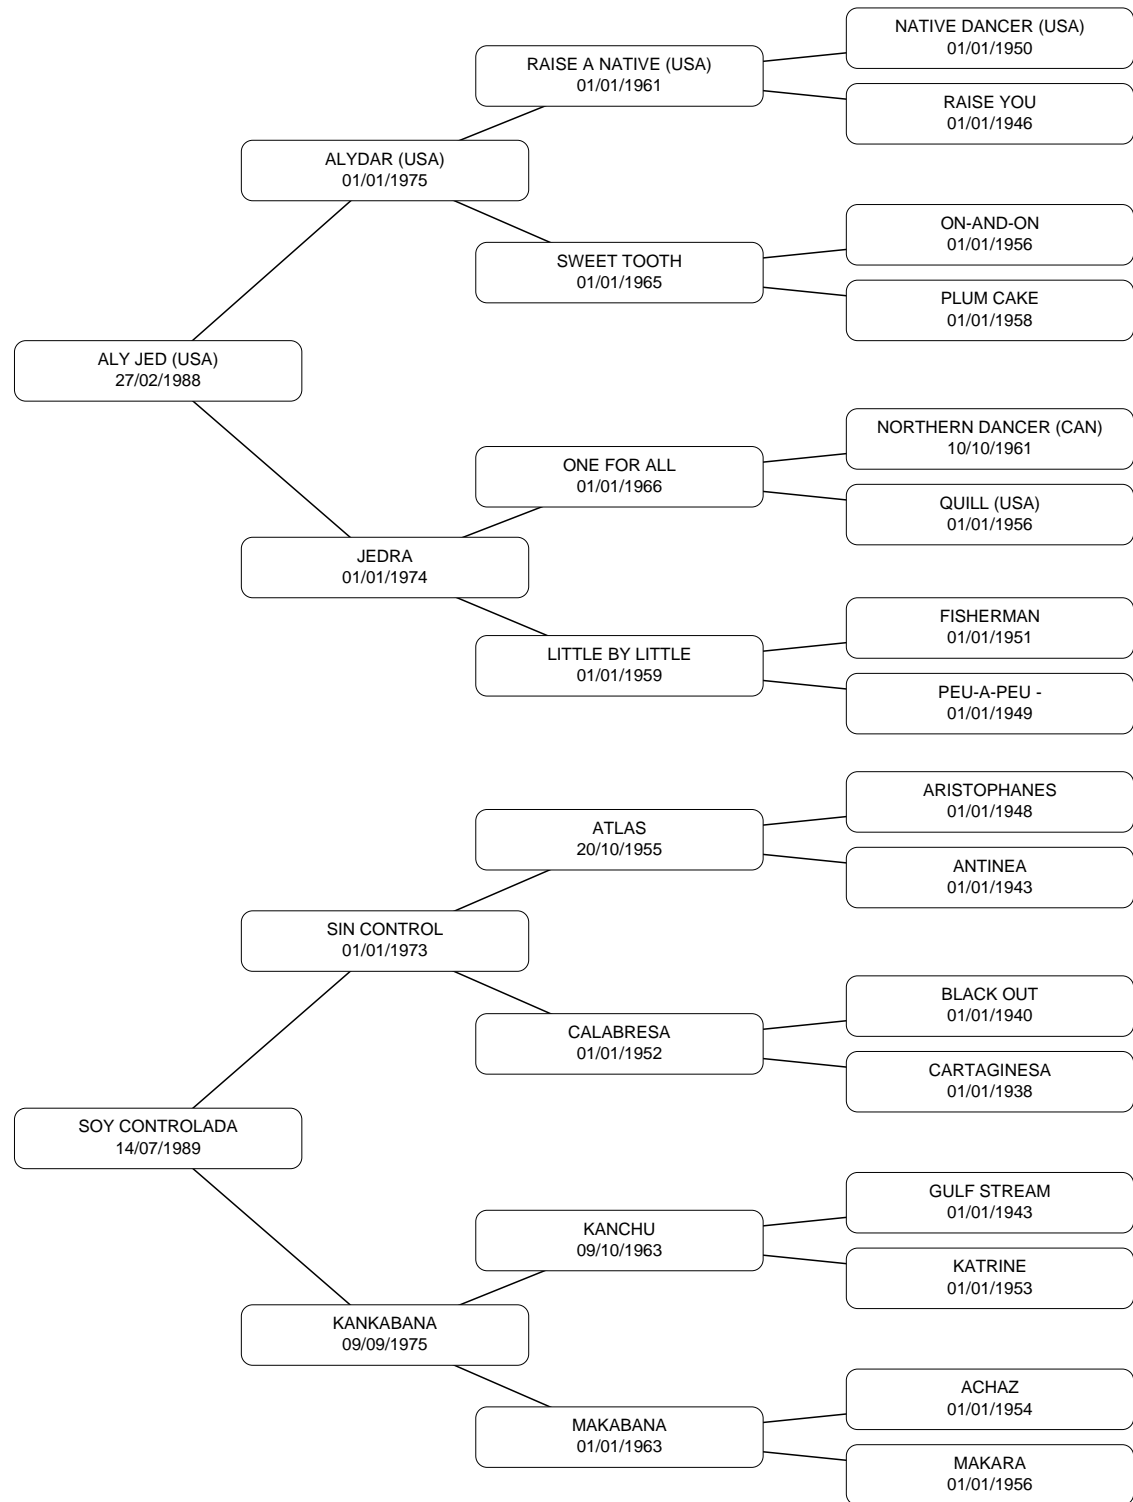 NATIVE DANCER (USA)
01/01/1950
RAISE A NATIVE (USA)
01/01/1961
RAISE YOU
01/01/1946
ALYDAR (USA)
01/01/1975
ON-AND-ON
01/01/1956
SWEET TOOTH
01/01/1965
PLUM CAKE
01/01/1958
ALY JED (USA)
27/02/1988
NORTHERN DANCER (CAN)
10/10/1961
ONE FOR ALL
01/01/1966
QUILL (USA)
01/01/1956
JEDRA
01/01/1974
FISHERMAN
01/01/1951
LITTLE BY LITTLE
01/01/1959
PEU-A-PEU -
01/01/1949
ARISTOPHANES
01/01/1948
ATLAS
20/10/1955
ANTINEA
01/01/1943
SIN CONTROL
01/01/1973
BLACK OUT
01/01/1940
CALABRESA
01/01/1952
CARTAGINESA
01/01/1938
SOY CONTROLADA
14/07/1989
GULF STREAM
01/01/1943
KANCHU
09/10/1963
KATRINE
01/01/1953
KANKABANA
09/09/1975
ACHAZ
01/01/1954
MAKABANA
01/01/1963
MAKARA
01/01/1956